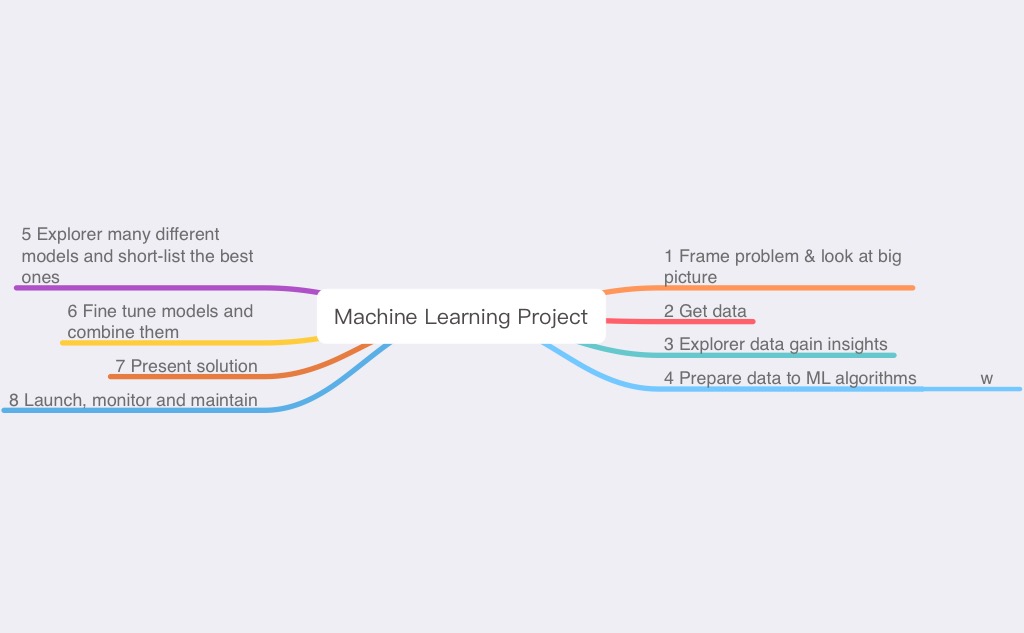 Machine Learning Project
1 Frame problem & look at big
picture
2 Get data
3 Explorer data gain insights
4 Prepare data to ML algorithms
w
5 Explorer many different
models and short-list the best
ones
6 Fine tune models and
combine them
7 Present solution
8 Launch, monitor and maintain